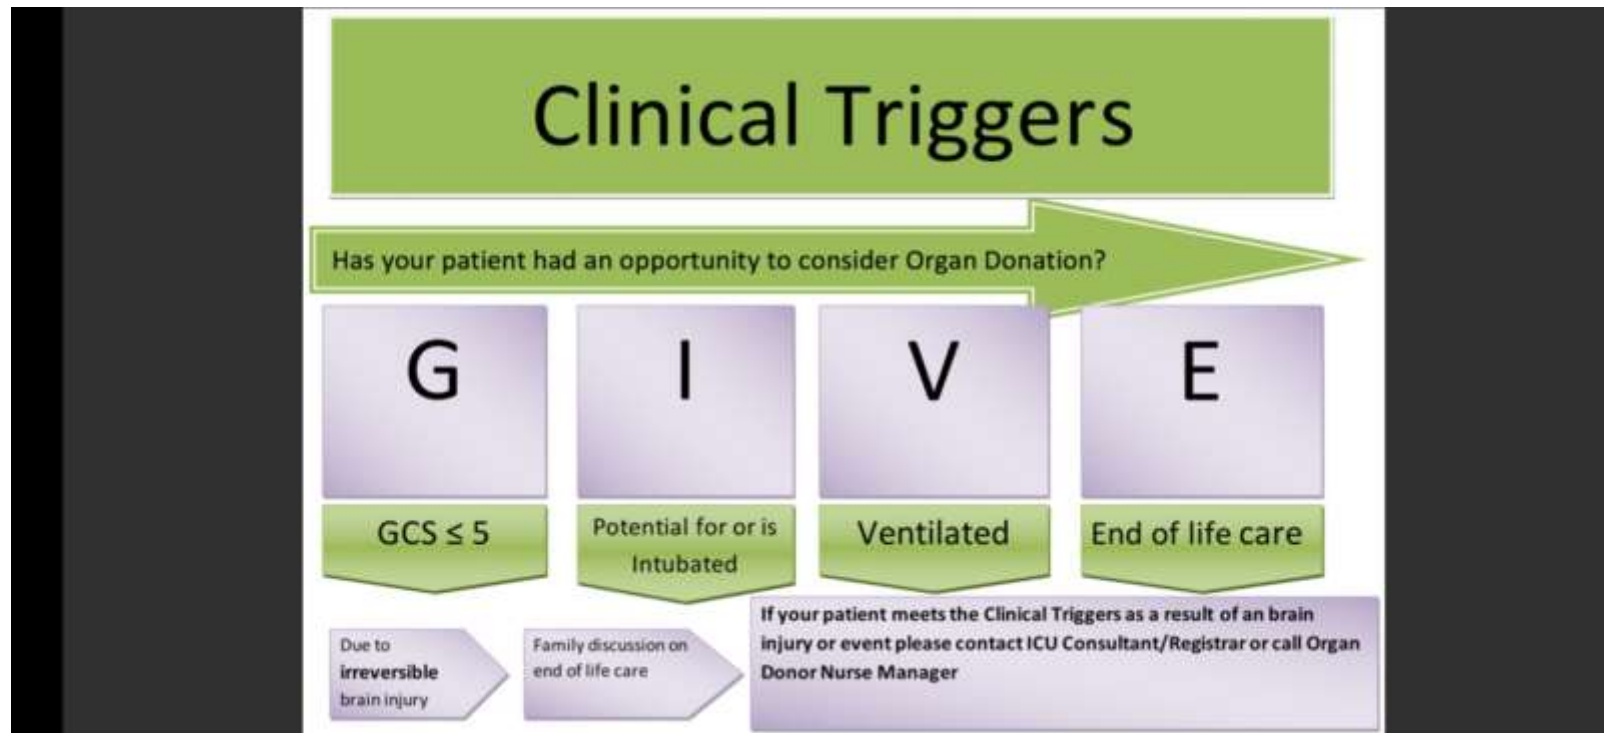 Clinical Triggers
Has your patient had an opportunity to consider Organ Donation?
G
I
V
E
GCS ≤ 5
Potential for or is
Intubated
Ventilated
End of life care
Due to
irreversible
brain injury
Family discussion on
end of life care
If your patient meets the Clinical Triggers as a result of an brain
injury or event please contact ICU Consultant/Registrar or call Organ
Donor Nurse Manager